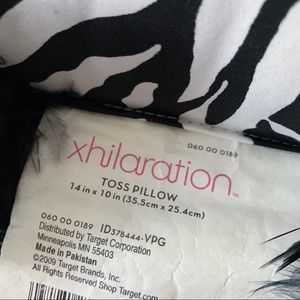 060 00 0189
xhilaration™
TOSS PILLOW
14 in x 10 in (35.5cm x 25.4cm)
060 00 0189 ID378444-VPG
Distributed by Target Corporation
Minneapolis MN 55403
Made in Pakistan
©2009 Target Brands, Inc.
All Rights Reserved Shop Target.com